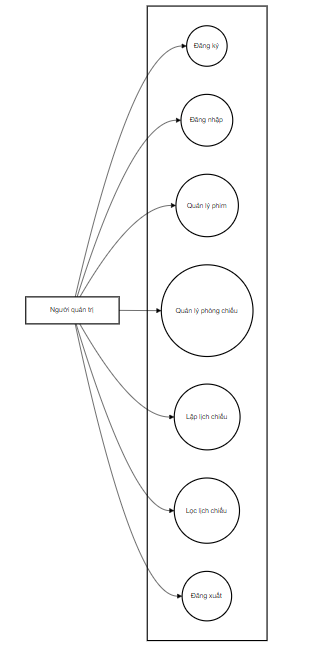 Đăng ký
Đăng nhập
Quản lý phim
Người quản trị
Quản lý phòng chiếu
Lập lịch chiếu
Lọc lịch chiếu
Đăng xuất